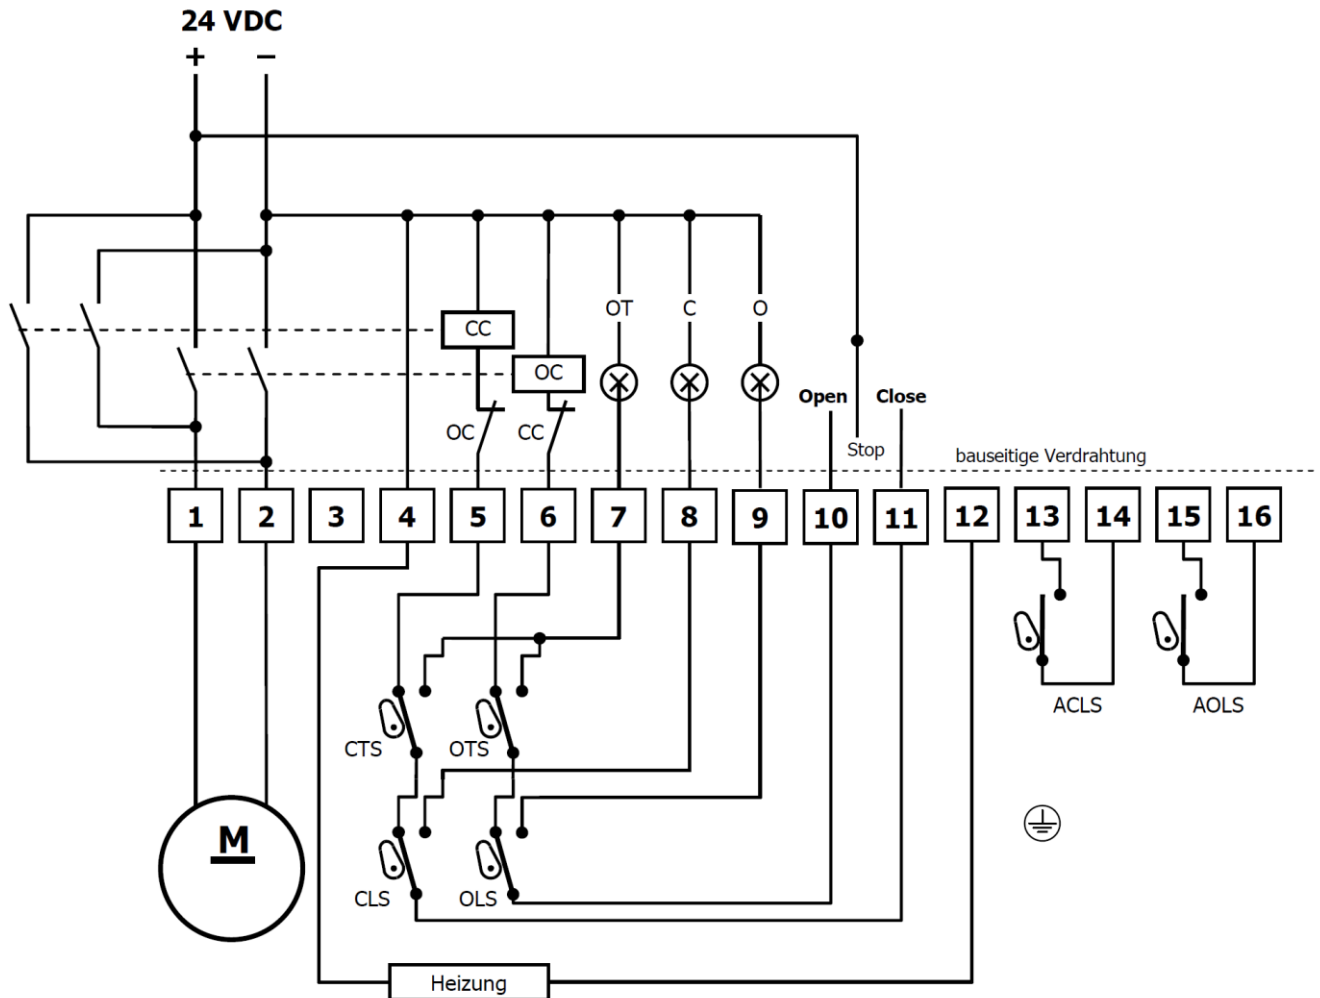 24 VDC
+ −
OT C O
CC
OC
Open Close
OC CC
Stop
bauseitige Verdrahtung
1 2 3 4 5 6 7 8 9 10 11 12 13 14 15 16
ACLS AOLS
CTS OTS
M
CLS OLS
Heizung